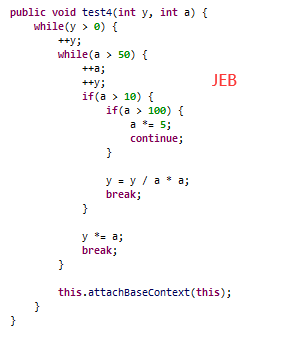 public void test4(int y, int a) {
    while(y > 0) {
        ++y;
        while(a > 50) {
            ++a;
            ++y;
            if(a > 10) {
                if(a > 100) {
                    a *= 5;
                    continue;
                }

                y = y / a * a;
                break;
            }

            y *= a;
            break;
        }

        this.attachBaseContext(this);
    }
}
JEB